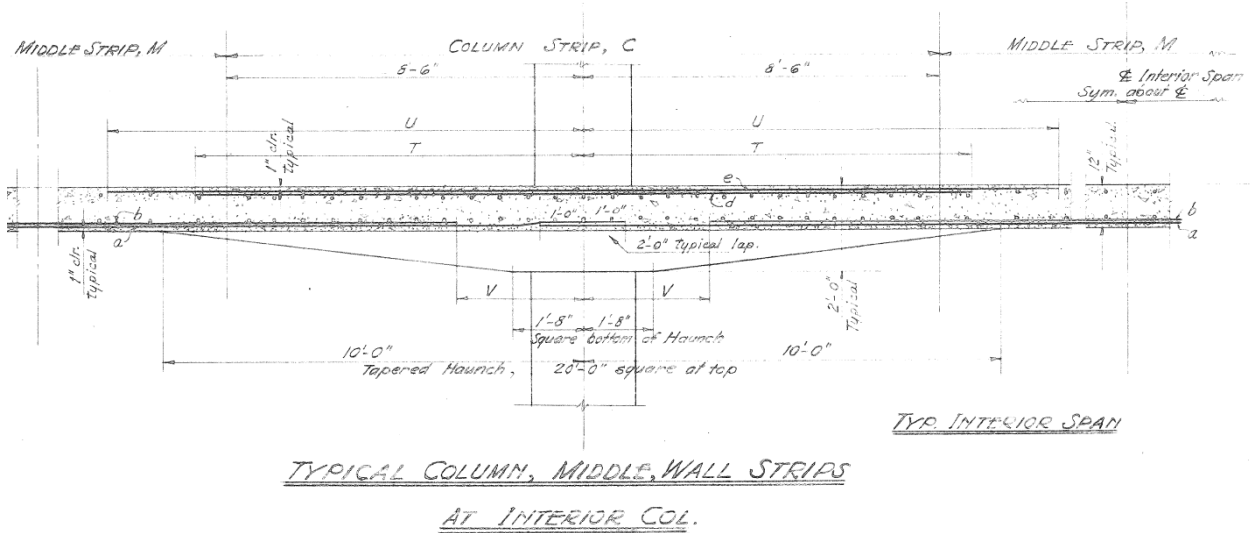 MIDDLE STRIP, M
COLUMN STRIP, C
MIDDLE STRIP, M
8'-6"
8'-6"
℄ Interior Span
Sym. about ℄
U
U
T
T
1" clr.
typical
12"
Typical
e
d
b
a
1'-0"
1'-0"
b
a
2'-0" typical lap.
1" clr.
typical
V
V
2'-0"
Typical
1'-8"
1'-8"
Square bottom of Haunch
10'-0"
10'-0"
Tapered Haunch, 20'-0" square at top
TYP. INTERIOR SPAN
TYPICAL COLUMN, MIDDLE, WALL STRIPS
AT INTERIOR COL.